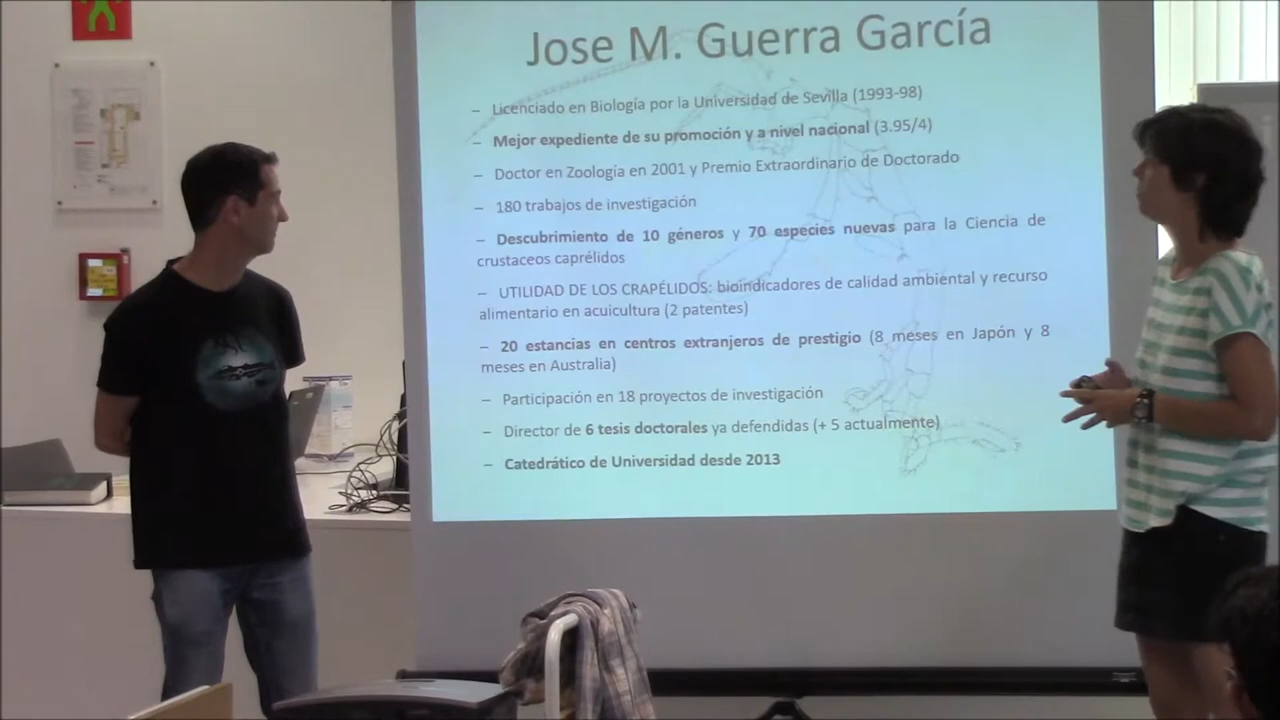 Jose M. Guerra García
– Licenciado en Biología por la Universidad de Sevilla (1993-98)
– Mejor expediente de su promoción y a nivel nacional (3.95/4)
– Doctor en Zoología en 2001 y Premio Extraordinario de Doctorado
– 180 trabajos de investigación
– Descubrimiento de 10 géneros y 70 especies nuevas para la Ciencia de
crustaceos caprélidos
– UTILIDAD DE LOS CRAPÉLIDOS: bioindicadores de calidad ambiental y recurso
alimentario en acuicultura (2 patentes)
– 20 estancias en centros extranjeros de prestigio (8 meses en Japón y 8
meses en Australia)
– Participación en 18 proyectos de investigación
– Director de 6 tesis doctorales ya defendidas (+ 5 actualmente)
– Catedrático de Universidad desde 2013